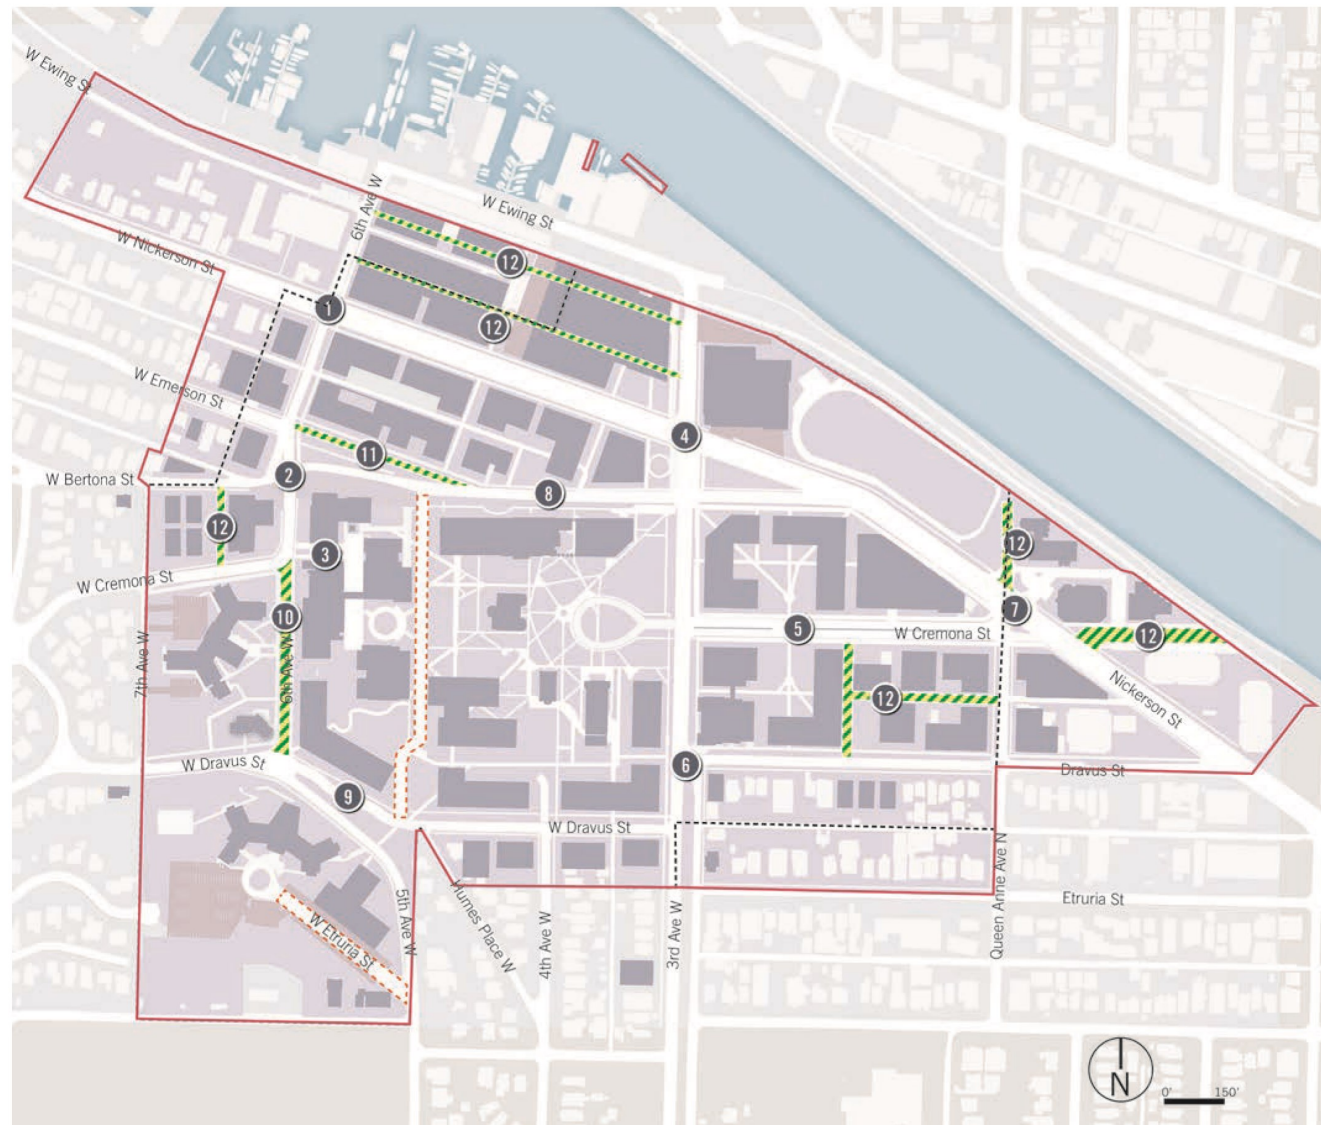 W Ewing St
6th Ave W
W Ewing St
W Nickerson St
12
1
12
W Emerson St
4
11
W Bertona St
2
8
12
12
3
W Cremona St
7
10
5
W Cremona St
12
7th Ave W
6th Ave W
12
Nickerson St
W Dravus St
6
Dravus St
9
W Dravus St
Queen Anne Ave N
5th Ave W
Humes Place W
4th Ave W
3rd Ave W
Etruria St
W Etruria St
N
0'
150'